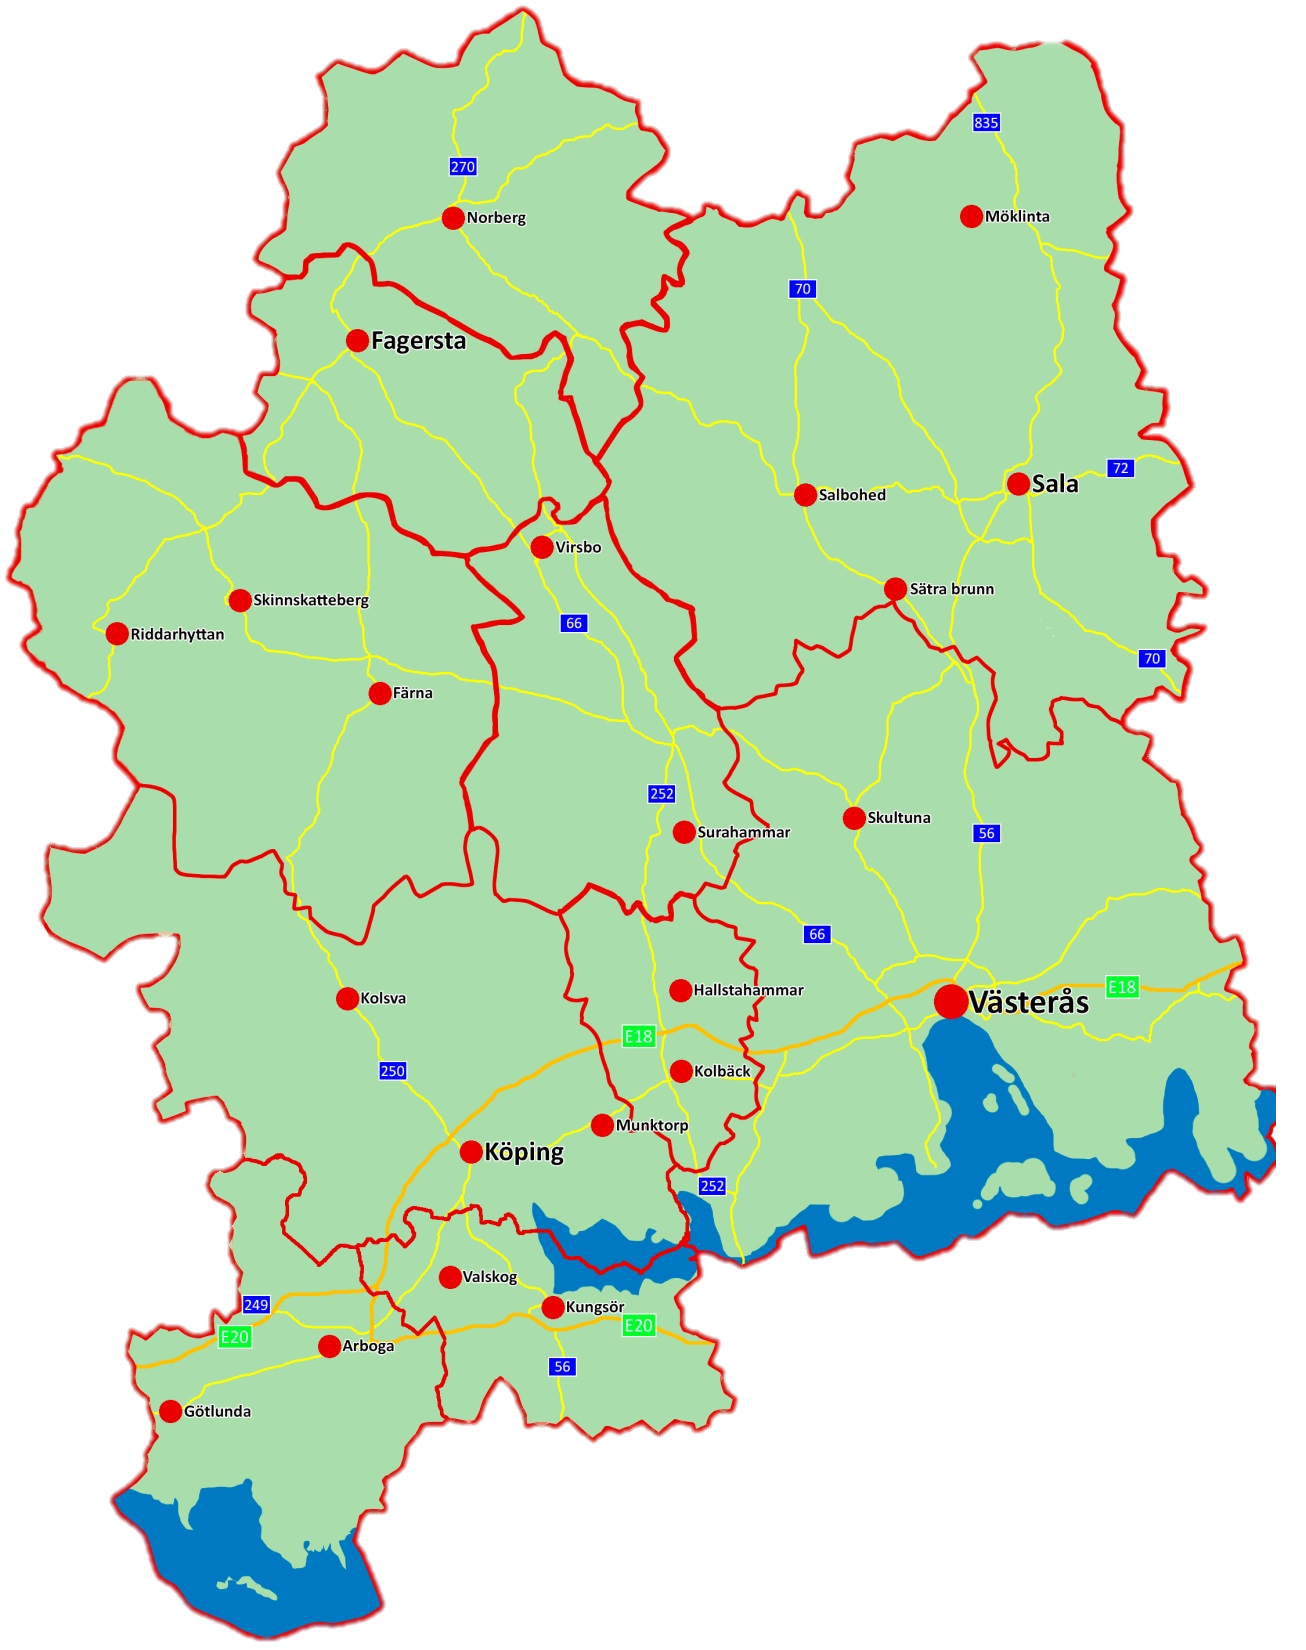 835
270
Möklinta
Norberg
70
Fagersta
72
Sala
Salbohed
Virsbo
Sätra brunn
Skinnskatteberg
66
Riddarhyttan
70
Färna
252
Skultuna
Surahammar
56
66
E18
Hallstahammar
Kolsva
Västerås
E18
250
Kolbäck
Munktorp
Köping
252
Valskog
249
Kungsör
E20
E20
Arboga
56
Götlunda